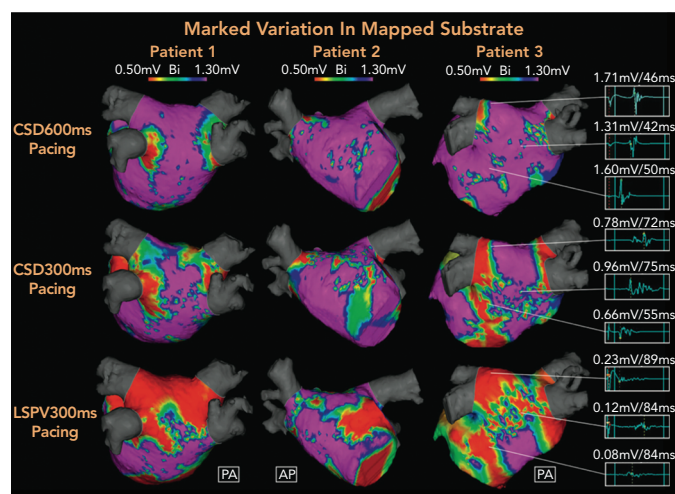 Marked Variation In Mapped Substrate
Patient 1
Patient 2
Patient 3
0.50mV Bi 1.30mV
0.50mV Bi 1.30mV
0.50mV Bi 1.30mV
CSD600ms
Pacing
1.71mV/46ms
1.31mV/42ms
1.60mV/50ms
CSD300ms
Pacing
0.78mV/72ms
0.96mV/75ms
0.66mV/55ms
LSPV300ms
Pacing
0.23mV/89ms
0.12mV/84ms
0.08mV/84ms
PA
AP
PA